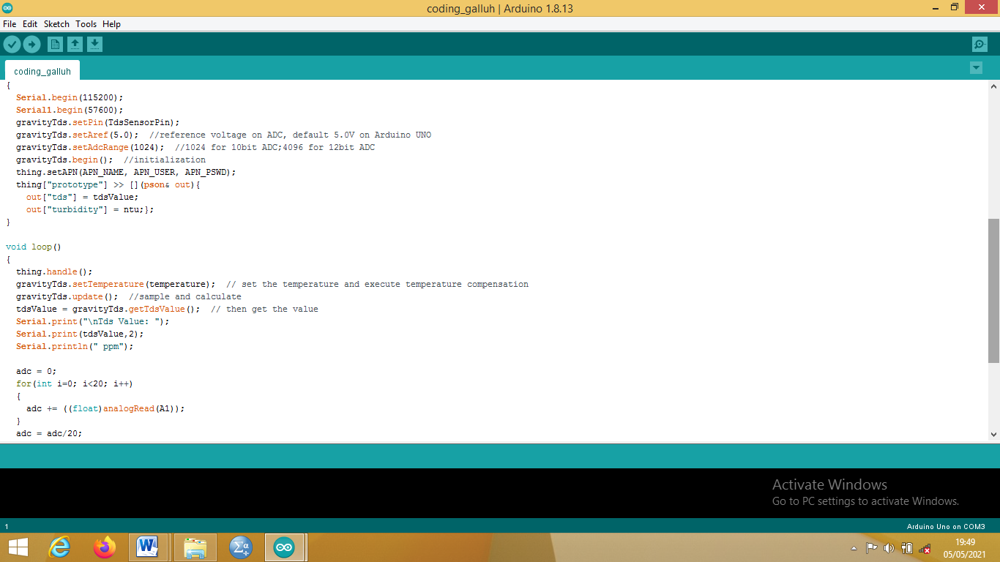 coding_galluh | Arduino 1.8.13
File Edit Sketch Tools Help
coding_galluh
{
  Serial.begin(115200);
  Serial1.begin(57600);
  gravityTds.setPin(TdsSensorPin);
  gravityTds.setAref(5.0);  //reference voltage on ADC, default 5.0V on Arduino UNO
  gravityTds.setAdcRange(1024);  //1024 for 10bit ADC;4096 for 12bit ADC
  gravityTds.begin();  //initialization
  thing.setAPN(APN_NAME, APN_USER, APN_PSWD);
  thing["prototype"] >> [](pson& out){
    out["tds"] = tdsValue;
    out["turbidity"] = ntu;};
}
void loop()
{
  thing.handle();
  gravityTds.setTemperature(temperature);  // set the temperature and execute temperature compensation
  gravityTds.update();  //sample and calculate
  tdsValue = gravityTds.getTdsValue();  // then get the value
  Serial.print("\nTds Value: ");
  Serial.print(tdsValue,2);
  Serial.println(" ppm");
  adc = 0;
  for(int i=0; i<20; i++)
  {
    adc += ((float)analogRead(A1));
  }
  adc = adc/20;
Activate Windows
Go to PC settings to activate Windows.
1
Arduino Uno on COM3
19:49
05/05/2021